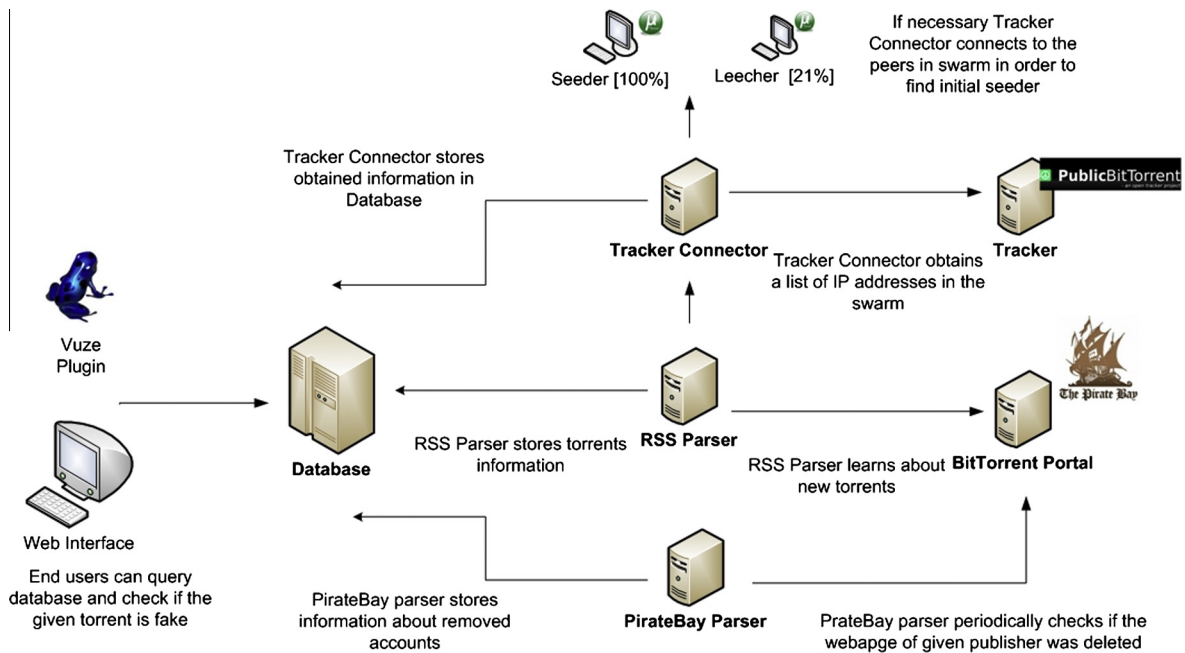 Seeder [100%]
Leecher [21%]
If necessary Tracker
Connector connects to the
peers in swarm in order to
find initial seeder
Tracker Connector stores
obtained information in
Database
PublicBitTorrent
- an open tracker project
Tracker Connector
Tracker
Tracker Connector obtains
a list of IP addresses in the
swarm
Vuze
Plugin
The Pirate Bay
Database
RSS Parser
RSS Parser stores torrents
information
BitTorrent Portal
RSS Parser learns about
new torrents
Web Interface
End users can query
database and check if the
given torrent is fake
PirateBay parser stores
information about removed
accounts
PirateBay Parser
PrateBay parser periodically checks if the
webapge of given publisher was deleted